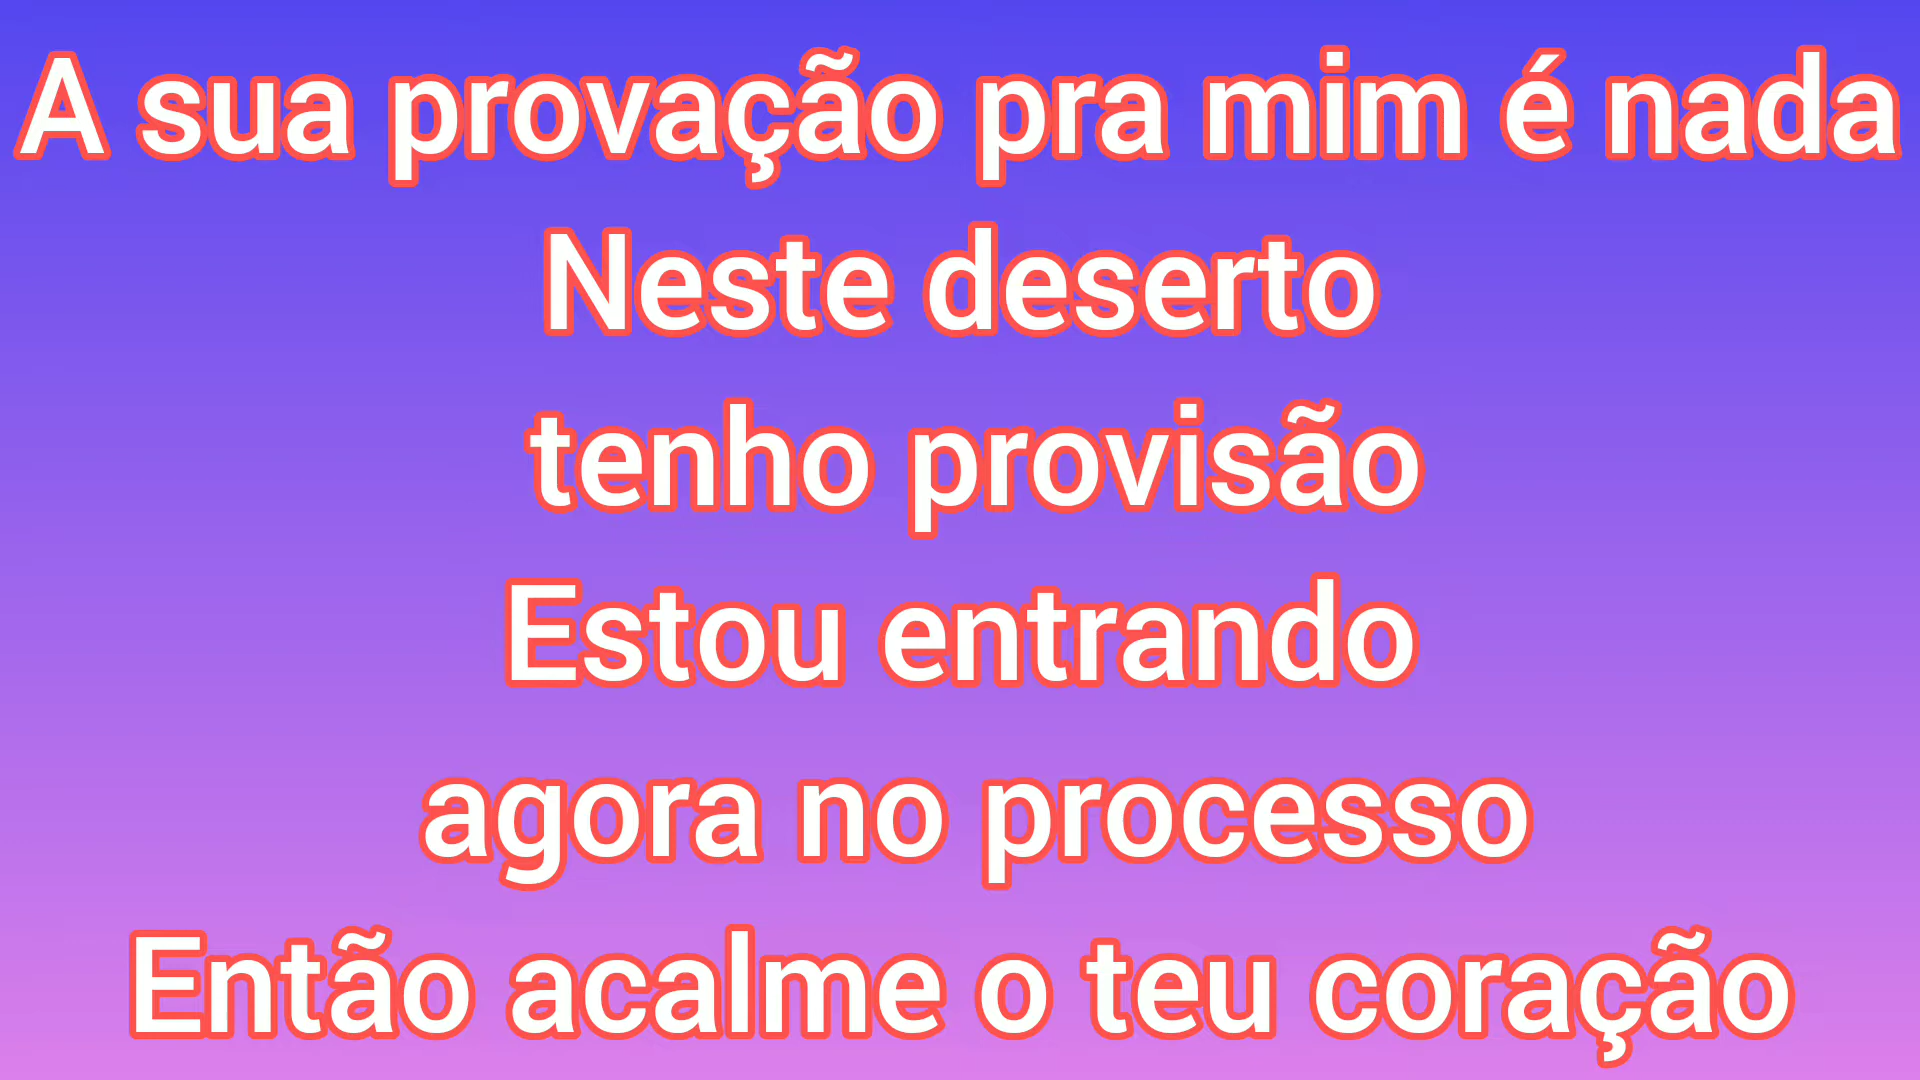 A sua provação pra mim é nada
Neste deserto
tenho provisão
Estou entrando
agora no processo
Então acalme o teu coração